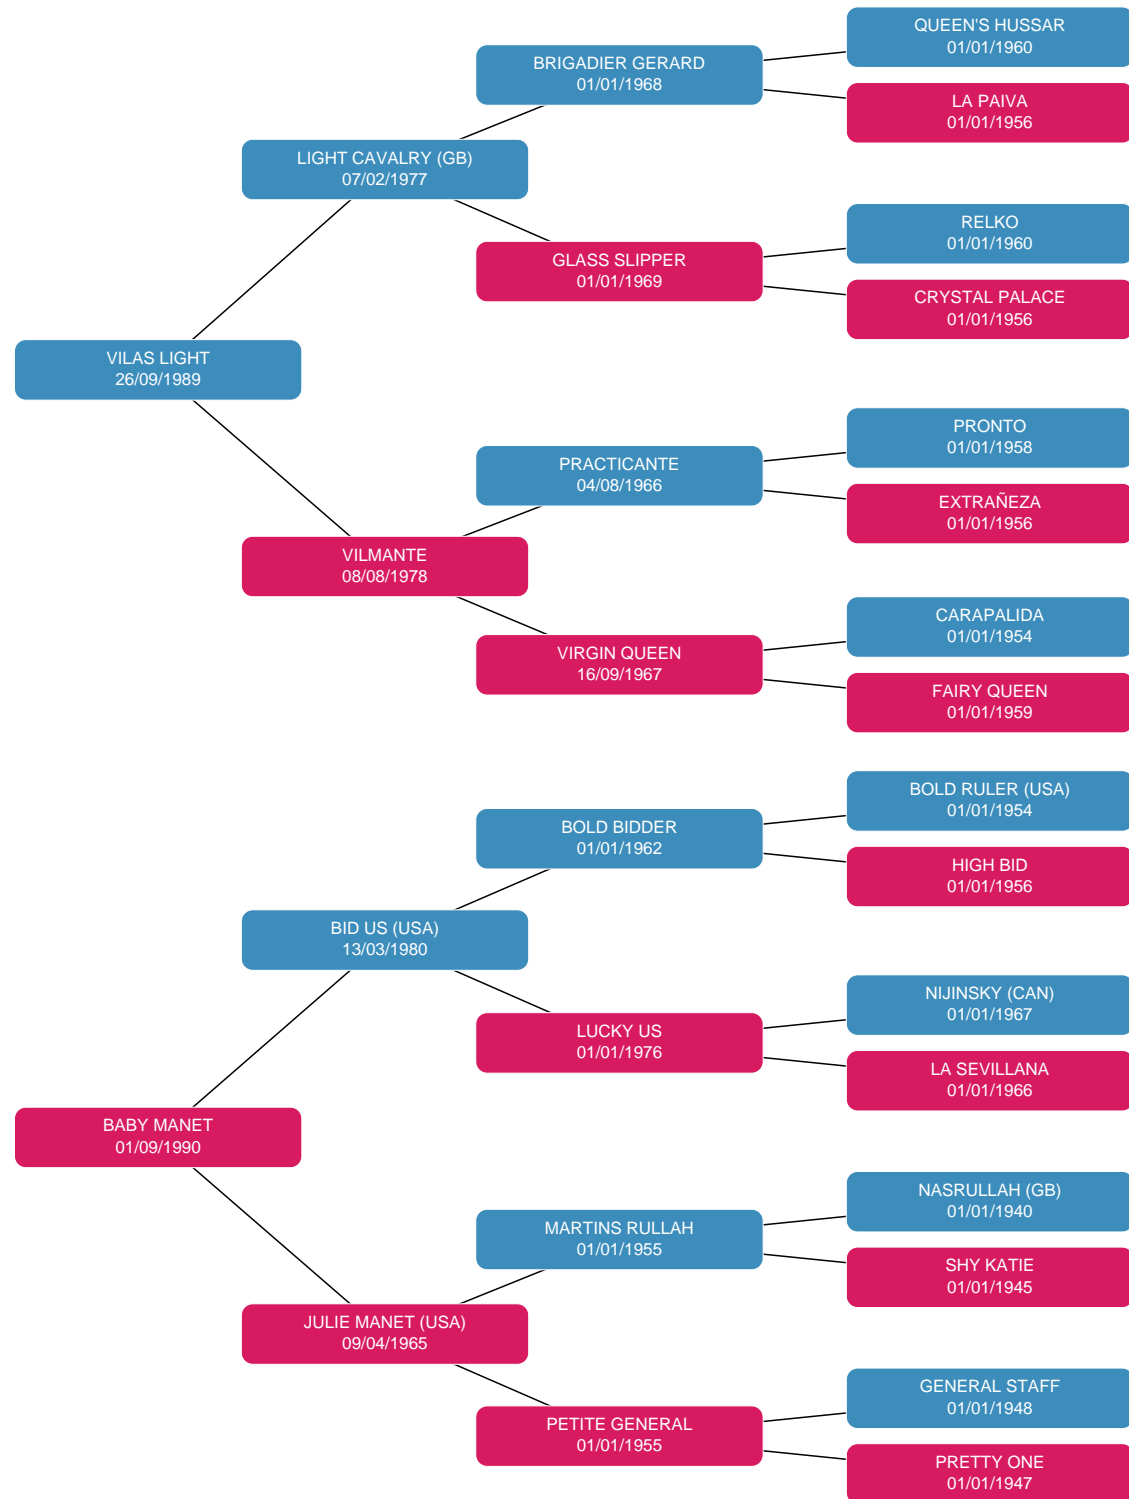 QUEEN'S HUSSAR
01/01/1960
BRIGADIER GERARD
01/01/1968
LA PAIVA
01/01/1956
LIGHT CAVALRY (GB)
07/02/1977
RELKO
01/01/1960
GLASS SLIPPER
01/01/1969
CRYSTAL PALACE
01/01/1956
VILAS LIGHT
26/09/1989
PRONTO
01/01/1958
PRACTICANTE
04/08/1966
EXTRAÑEZA
01/01/1956
VILMANTE
08/08/1978
CARAPALIDA
01/01/1954
VIRGIN QUEEN
16/09/1967
FAIRY QUEEN
01/01/1959
BOLD RULER (USA)
01/01/1954
BOLD BIDDER
01/01/1962
HIGH BID
01/01/1956
BID US (USA)
13/03/1980
NIJINSKY (CAN)
01/01/1967
LUCKY US
01/01/1976
LA SEVILLANA
01/01/1966
BABY MANET
01/09/1990
NASRULLAH (GB)
01/01/1940
MARTINS RULLAH
01/01/1955
SHY KATIE
01/01/1945
JULIE MANET (USA)
09/04/1965
GENERAL STAFF
01/01/1948
PETITE GENERAL
01/01/1955
PRETTY ONE
01/01/1947